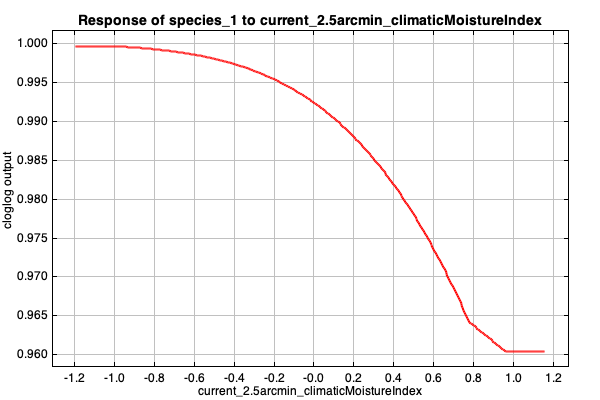 Response of species_1 to current_2.5arcmin_climaticMoistureIndex
1.000
0.995
0.990
0.985
0.980
0.975
0.970
0.965
0.960
cloglog output
-1.2 -1.0 -0.8 -0.6 -0.4 -0.2 -0.0 0.2 0.4 0.6 0.8 1.0 1.2
current_2.5arcmin_climaticMoistureIndex